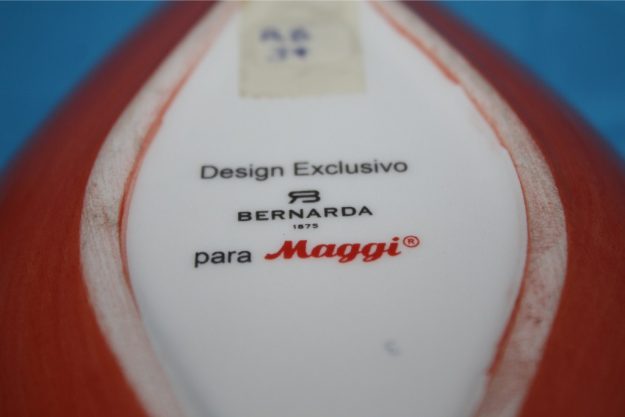 Design Exclusivo
BERNARDA
1875
para Maggi®